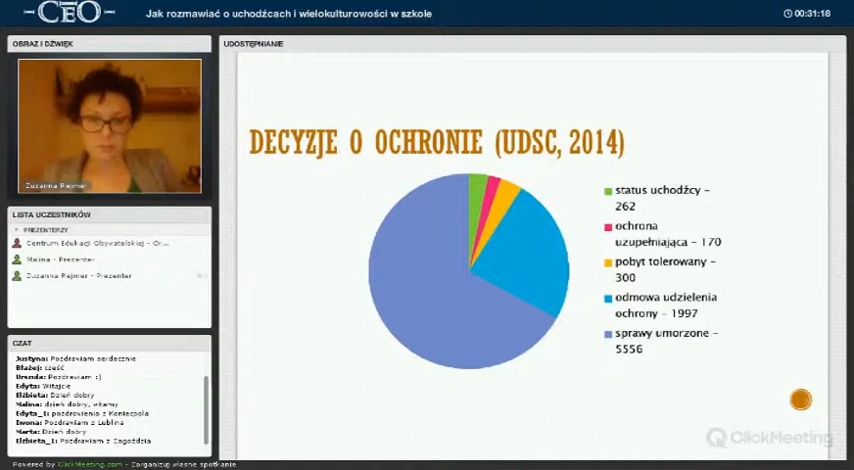 CEO
Jak rozmawiać o uchodźcach i wielokulturowości w szkole
00:31:18
OBRAZ I DŹWIĘK
Zuzanna Rejmer
LISTA UCZESTNIKÓW
PREZENTERZY
Centrum Edukacji Obywatelskiej - Or...
Malina - Prezenter
Zuzanna Rejmer - Prezenter
CZAT
Justyna: Pozdrawiam serdecznie
Błażej: cześć
Urszula: Pozdrawiam :)
Edyta: Witajcie
Elżbieta: Dzień dobry
Malina: dzień dobry, witamy
Edyta_1: pozdrowienia z Koniecpola
Iwona: Pozdrawiam z Lublina
Marta: Dzień dobry
Elżbieta_1: Pozdrawiam z
UDOSTĘPNIANIE
DECYZJE O OCHRONIE (UDSC, 2014)
status uchodźcy –
262
ochrona
uzupełniająca – 170
pobyt tolerowany –
300
odmowa udzielenia
ochrony – 1997
sprawy umorzone –
5556
ClickMeeting
Powered by ClickMeeting.com - Zorganizuj własne spotkanie